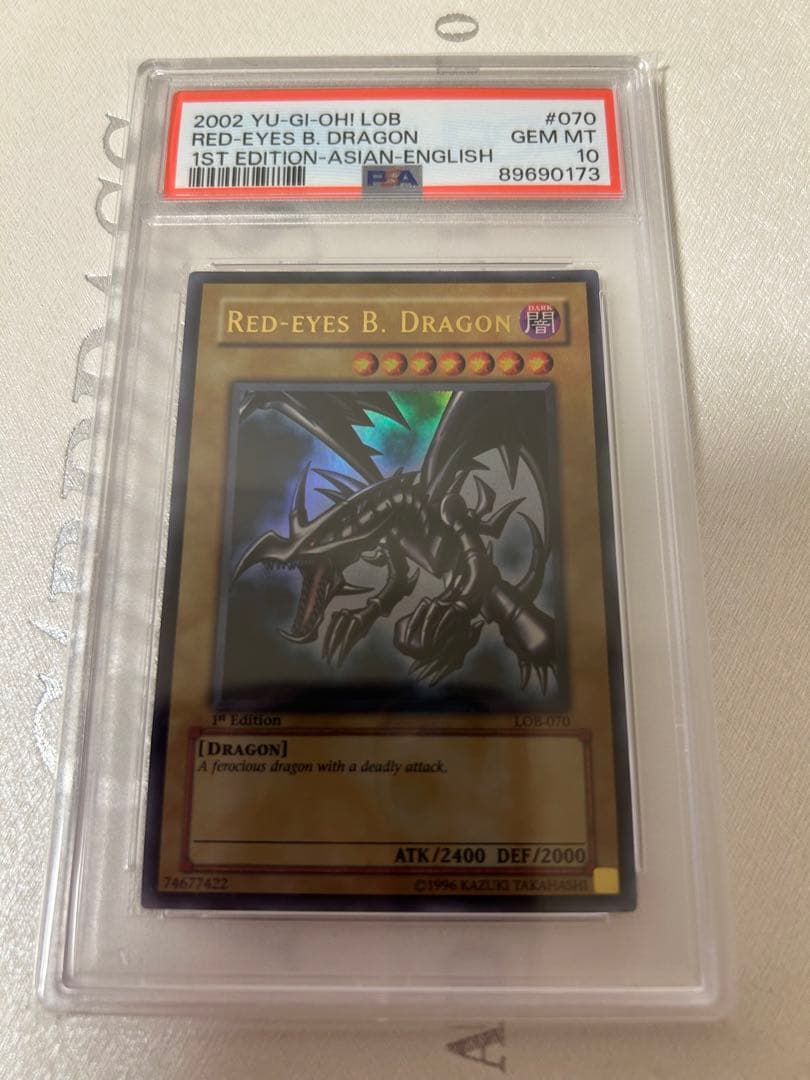 2002 YU-GI-OH! LOB #070
RED-EYES B. DRAGON GEM MT
1ST EDITION-ASIAN-ENGLISH 10
PSA 89690173
RED-EYES B. DRAGON
DARK
闇
1st Edition LOB-070
[DRAGON]
A ferocious dragon with a deadly attack.
ATK/2400 DEF/2000
74677422 ©1996 KAZUKI TAKAHASHI